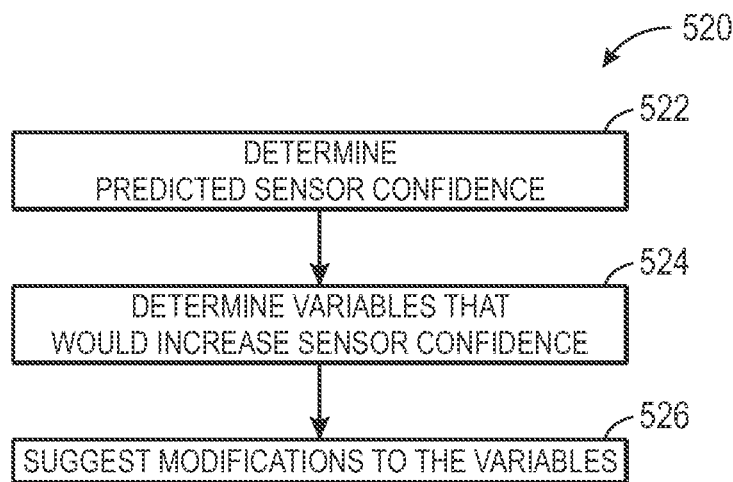 520
522
DETERMINE
PREDICTED SENSOR CONFIDENCE
524
DETERMINE VARIABLES THAT
WOULD INCREASE SENSOR CONFIDENCE
526
SUGGEST MODIFICATIONS TO THE VARIABLES